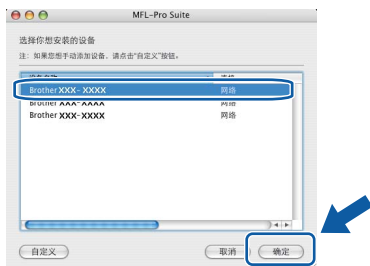 MFL-Pro Suite
选择你想安装的设备
注：如果您想手动添加设备，请点击“自定义”按钮。
Brother XXX- XXXX 网络
Brother XXX- XXXX 网络
Brother XXX- XXXX 网络
自定义 取消 确定